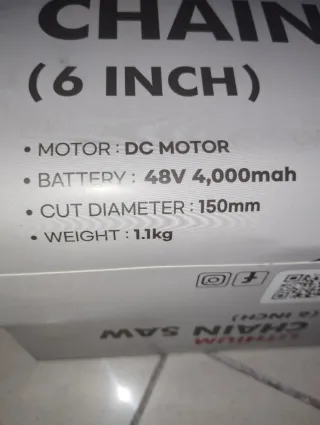 CHAIN
(6 INCH)
• MOTOR : DC MOTOR
• BATTERY : 48V 4,000mah
• CUT DIAMETER : 150mm
• WEIGHT : 1.1kg
LITHIUM
CHAIN SAW
(6 INCH)